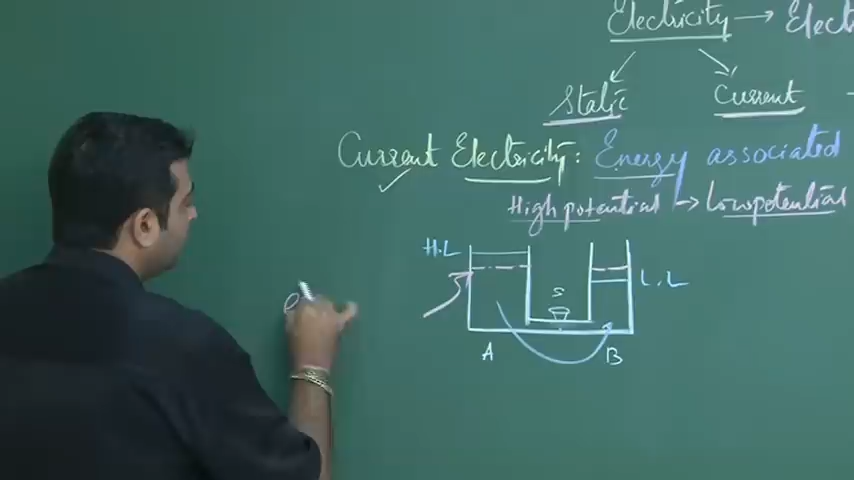 Electricity → Elect
Static Current
Current Electricity: Energy associated
High potential → Low potential
H.L
L.L
S
A B
e